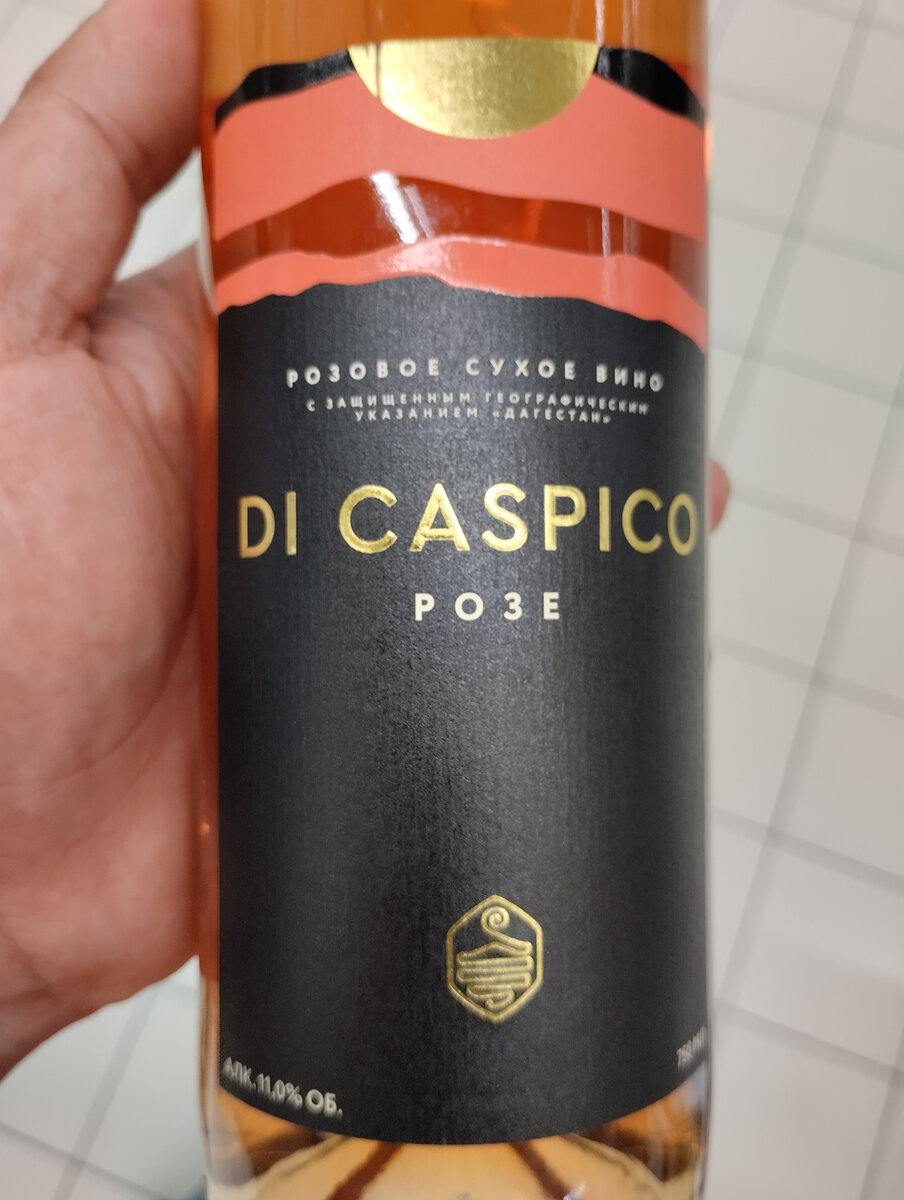 РОЗОВОЕ СУХОЕ ВИНО
С ЗАЩИЩЕННЫМ ГЕОГРАФИЧЕСКИМ
УКАЗАНИЕМ «ДАГЕСТАН»
DI CASPICO
РОЗЕ
АЛК. 11,0% ОБ.